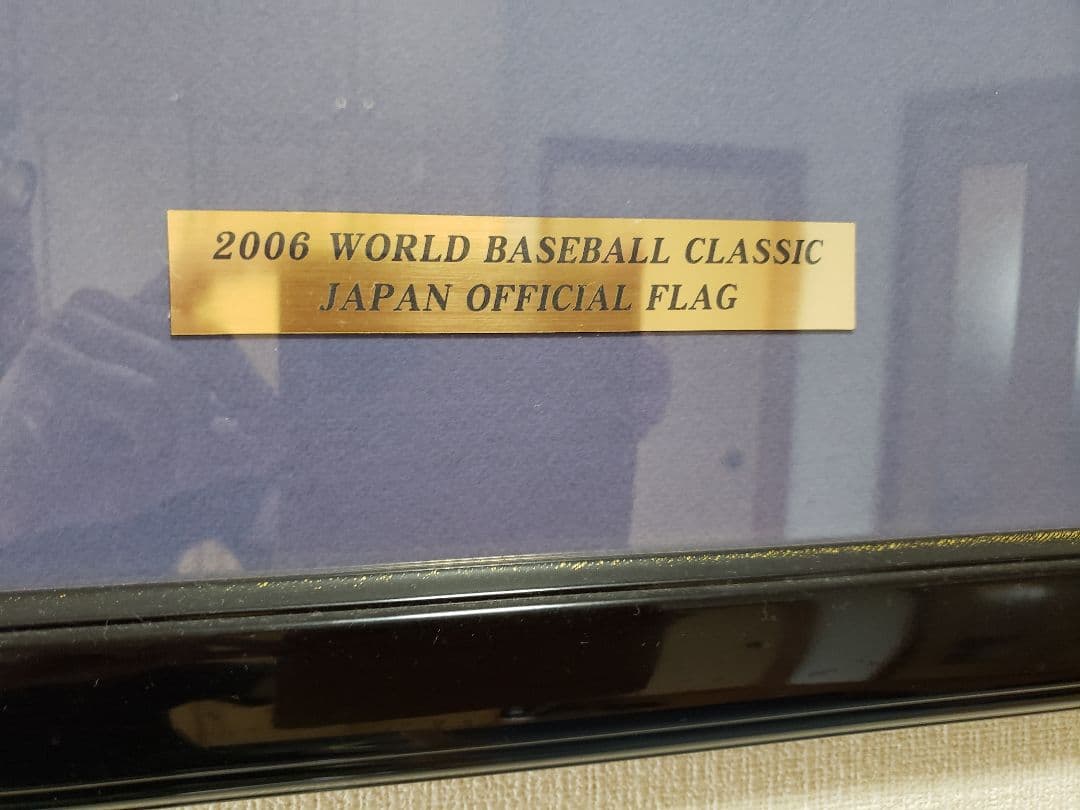 2006 WORLD BASEBALL CLASSIC
JAPAN OFFICIAL FLAG